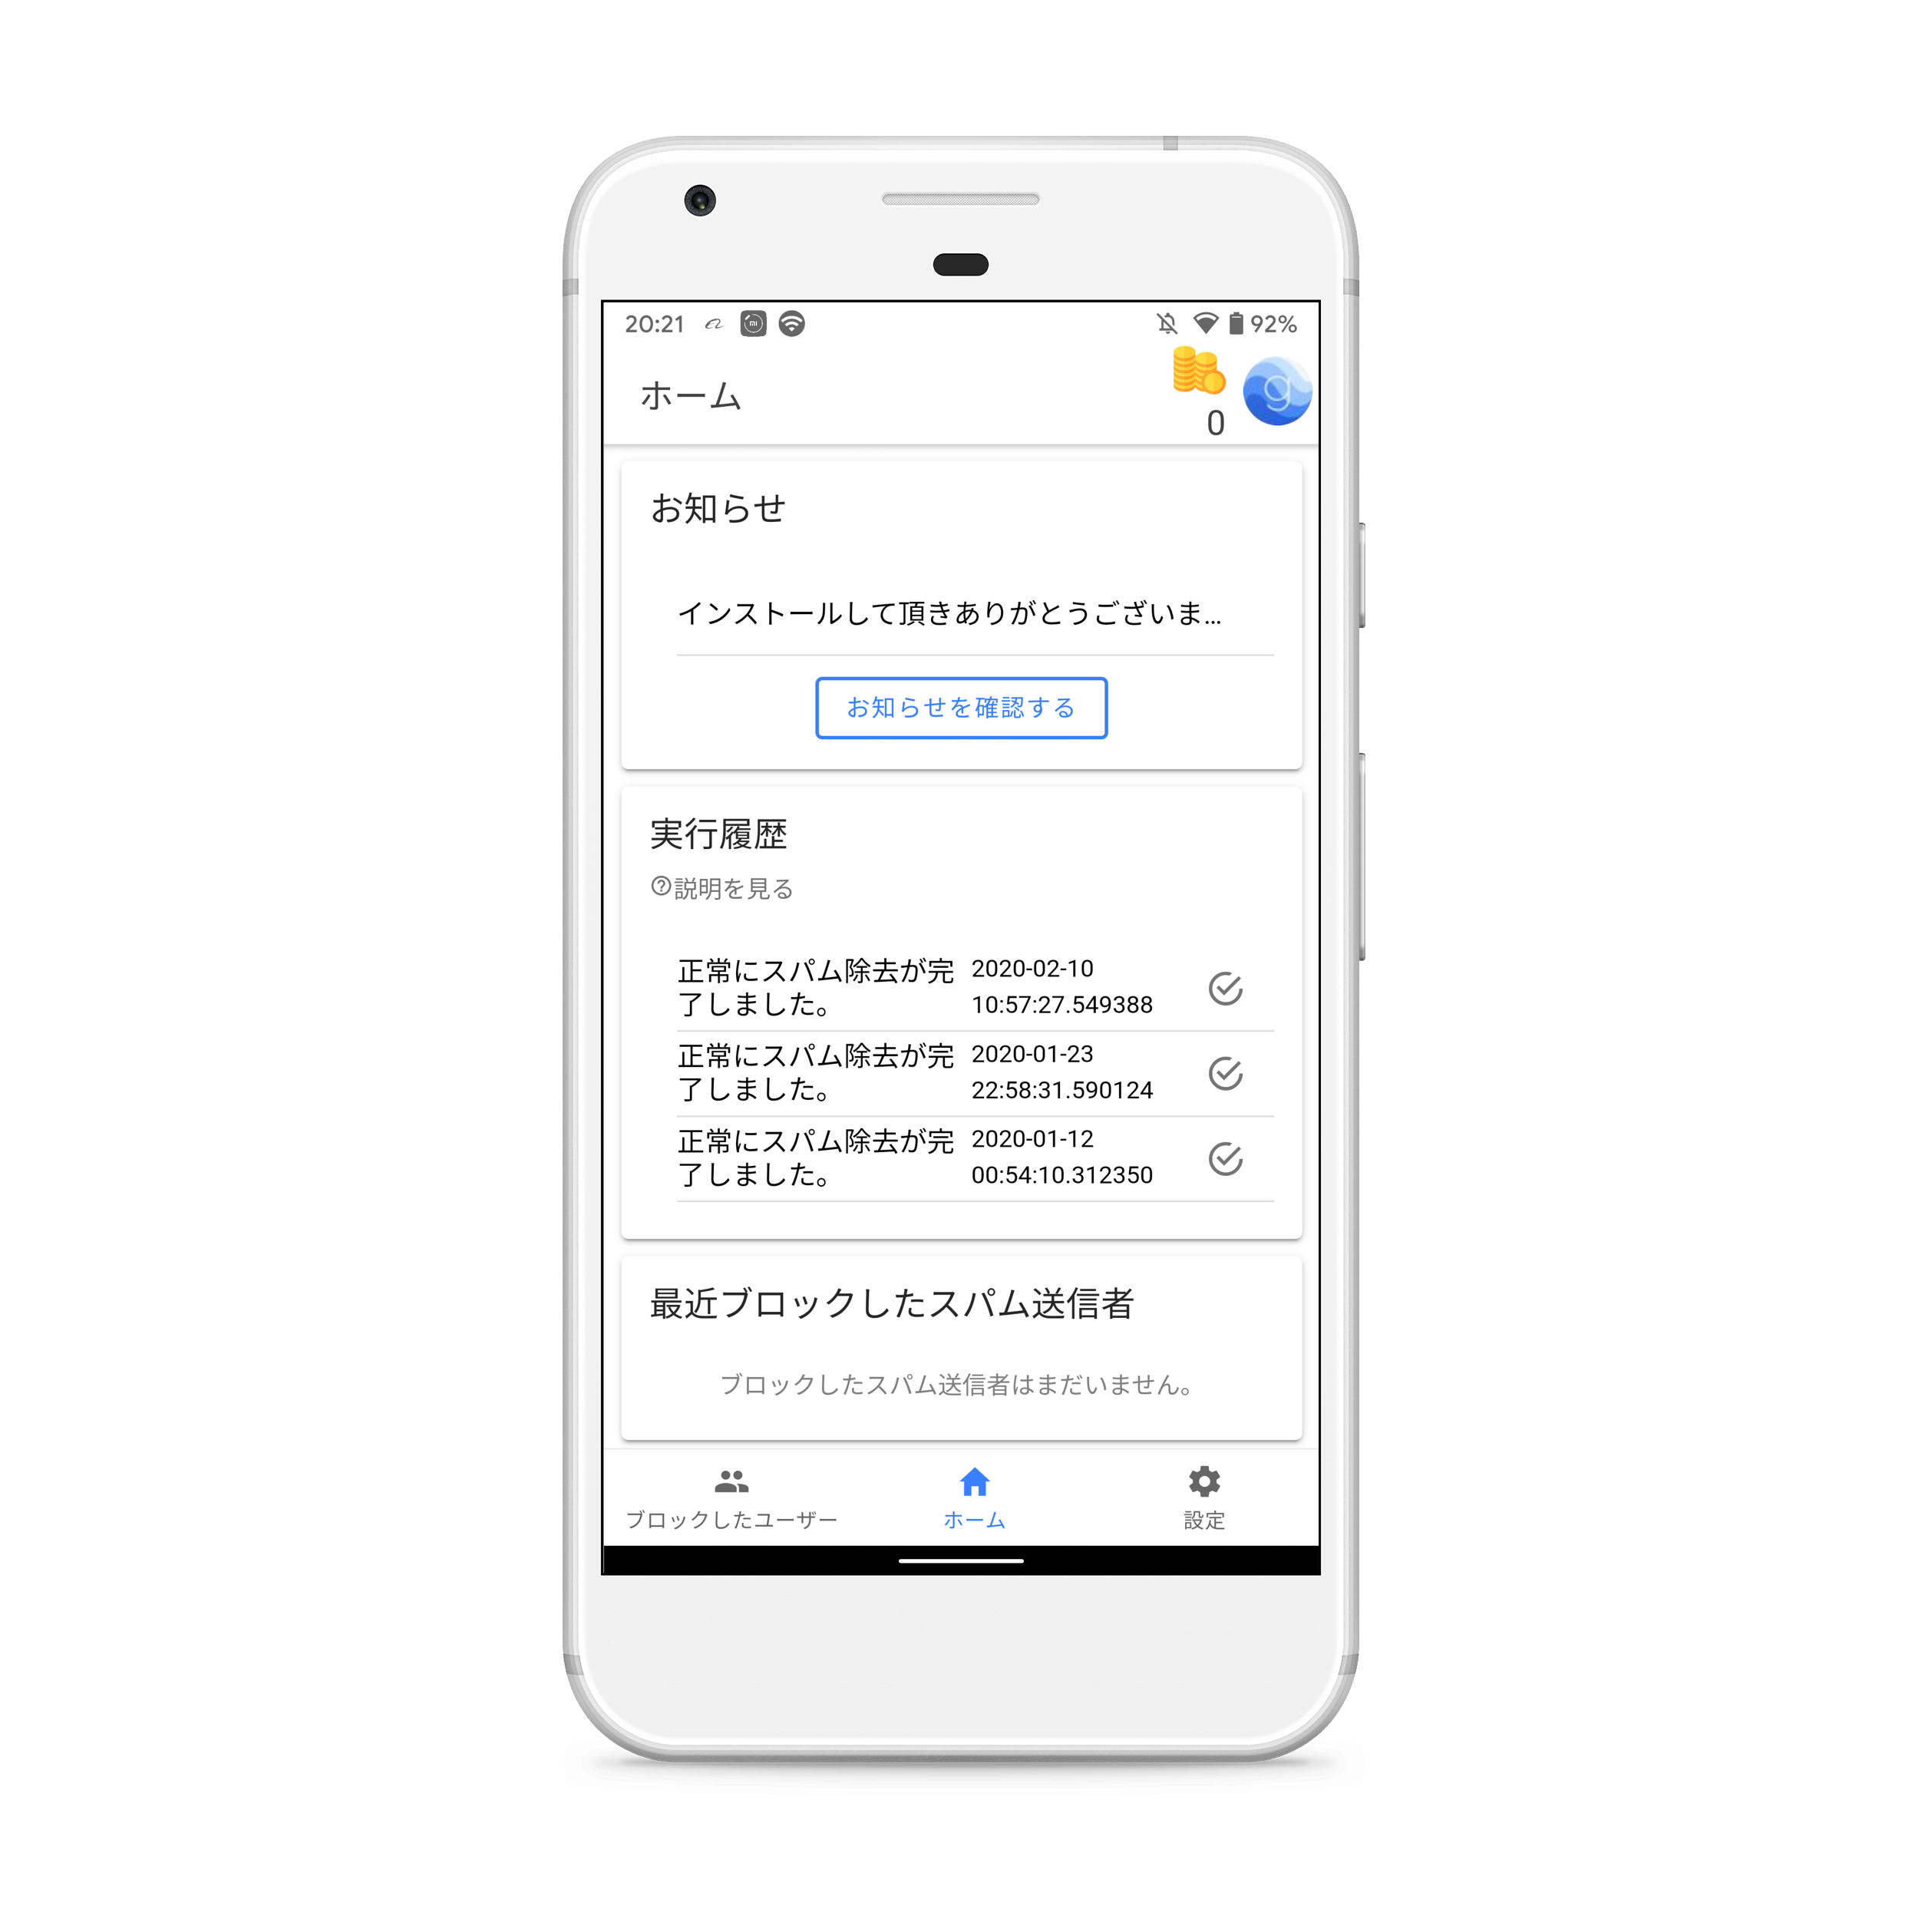 20:21
92%
ホーム
0
g
お知らせ
インストールして頂きありがとうございま...
お知らせを確認する
実行履歴
説明を見る
正常にスパム除去が完
了しました。
2020-02-10
10:57:27.549388
正常にスパム除去が完
了しました。
2020-01-23
22:58:31.590124
正常にスパム除去が完
了しました。
2020-01-12
00:54:10.312350
最近ブロックしたスパム送信者
ブロックしたスパム送信者はまだいません。
ブロックしたユーザー
ホーム
設定